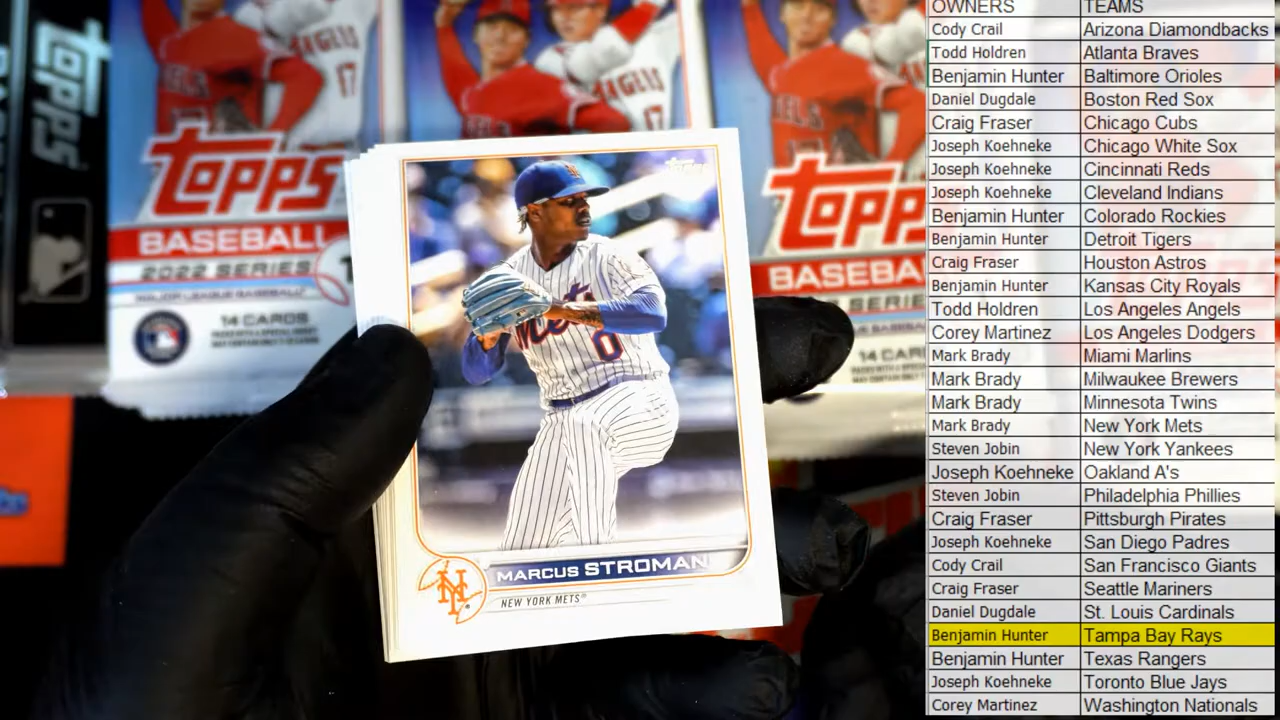 topps
ANGELS
17
topps
BASEBALL
2022 SERIES
MAJOR LEAGUE BASEBALL
14 CARDS
ANGELS
17
TOPPS
BASEBA
SERIE
14 CAR
Topps
Mets
0
MARCUS STROMAN
NEW YORK METS®
OWNERS TEAMS
Cody Crail Arizona Diamondbacks
Todd Holdren Atlanta Braves
Benjamin Hunter Baltimore Orioles
Daniel Dugdale Boston Red Sox
Craig Fraser Chicago Cubs
Joseph Koehneke Chicago White Sox
Joseph Koehneke Cincinnati Reds
Joseph Koehneke Cleveland Indians
Benjamin Hunter Colorado Rockies
Benjamin Hunter Detroit Tigers
Craig Fraser Houston Astros
Benjamin Hunter Kansas City Royals
Todd Holdren Los Angeles Angels
Corey Martinez Los Angeles Dodgers
Mark Brady Miami Marlins
Mark Brady Milwaukee Brewers
Mark Brady Minnesota Twins
Mark Brady New York Mets
Steven Jobin New York Yankees
Joseph Koehneke Oakland A's
Steven Jobin Philadelphia Phillies
Craig Fraser Pittsburgh Pirates
Joseph Koehneke San Diego Padres
Cody Crail San Francisco Giants
Craig Fraser Seattle Mariners
Daniel Dugdale St. Louis Cardinals
Benjamin Hunter Tampa Bay Rays
Benjamin Hunter Texas Rangers
Joseph Koehneke Toronto Blue Jays
Corey Martinez Washington Nationals